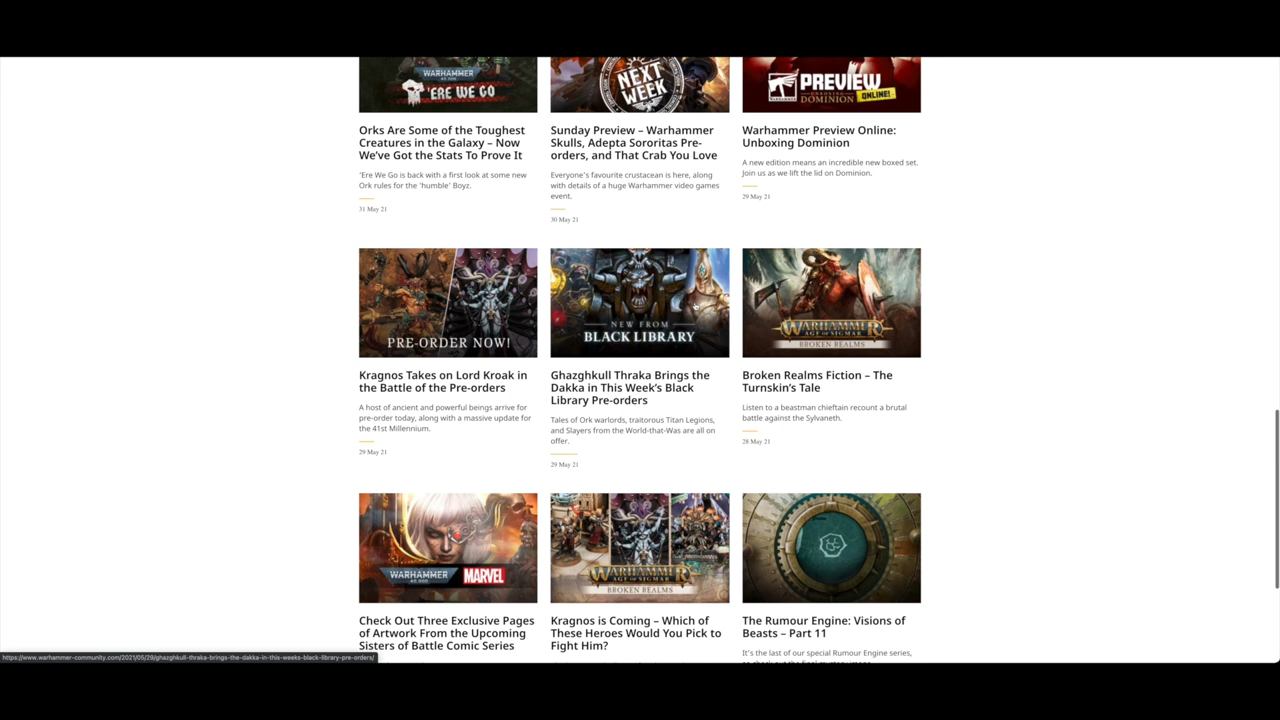 WARHAMMER
'ERE WE GO
NEXT
WEEK
PREVIEW
ONLINE!
DOMINION
Orks Are Some of the Toughest
Creatures in the Galaxy – Now
We've Got the Stats To Prove It
'Ere We Go is back with a first look at some new
Ork rules for the 'humble' Boyz.
31 May 21
Sunday Preview – Warhammer
Skulls, Adepta Sororitas Pre-
orders, and That Crab You Love
Everyone's favourite crustacean is here, along
with details of a huge Warhammer video games
event.
30 May 21
Warhammer Preview Online:
Unboxing Dominion
A new edition means an incredible new boxed set.
Join us as we lift the lid on Dominion.
29 May 21
PRE-ORDER NOW!
Kragnos Takes on Lord Kroak in
the Battle of the Pre-orders
A host of ancient and powerful beings arrive for
pre-order today, along with a massive update for
the 41st Millennium.
29 May 21
NEW FROM
BLACK LIBRARY
Ghazghkull Thraka Brings the
Dakka in This Week's Black
Library Pre-orders
Tales of Ork warlords, traitorous Titan Legions,
and Slayers from the World-that-Was are all on
offer.
29 May 21
WARHAMMER
AGE OF SIGMAR
BROKEN REALMS
Broken Realms Fiction – The
Turnskin's Tale
Listen to a beastman chieftain recount a brutal
battle against the Sylvaneth.
28 May 21
WARHAMMER
40,000
MARVEL
Check Out Three Exclusive Pages
of Artwork From the Upcoming
Sisters of Battle Comic Series
WARHAMMER
AGE OF SIGMAR
BROKEN REALMS
Kragnos is Coming – Which of
These Heroes Would You Pick to
Fight Him?
The Rumour Engine: Visions of
Beasts – Part 11
It's the last of our special Rumour Engine series,
https://www.warhammer-community.com/2021/05/29/ghazghkull-thraka-brings-the-dakka-in-this-weeks-black-library-pre-orders/